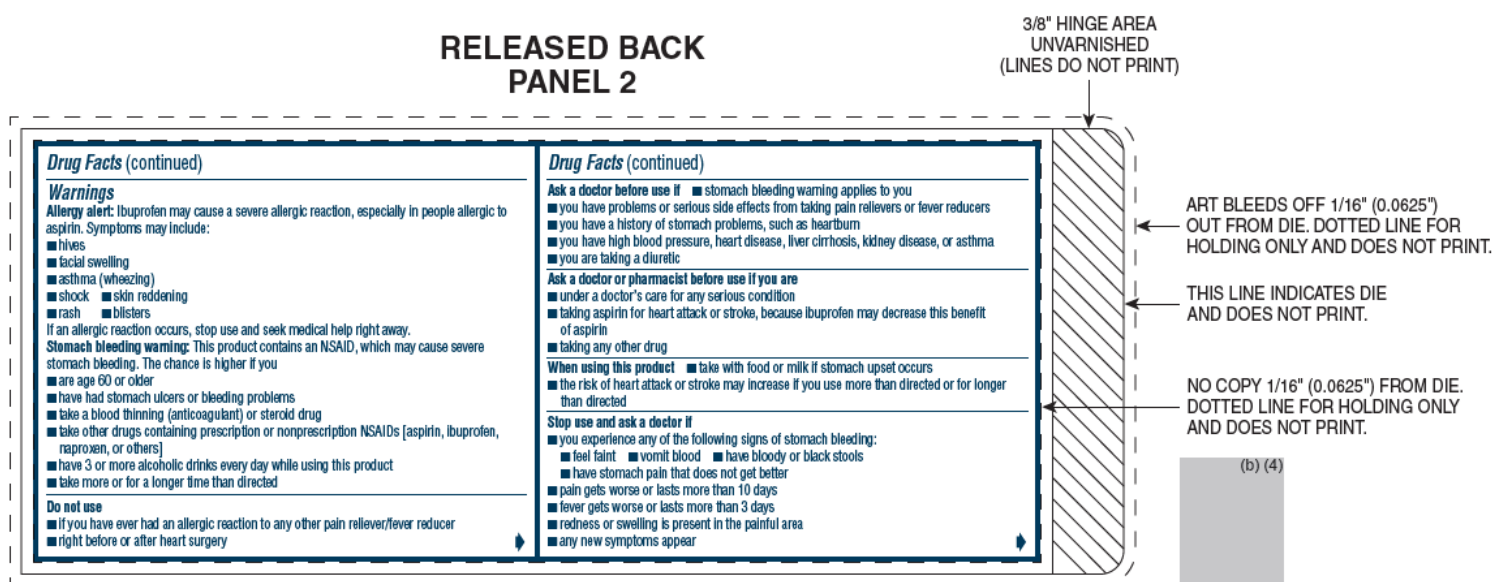 RELEASED BACK
PANEL 2
3/8" HINGE AREA
UNVARNISHED
(LINES DO NOT PRINT)
Drug Facts (continued)
Warnings
Allergy alert: Ibuprofen may cause a severe allergic reaction, especially in people allergic to
aspirin. Symptoms may include:
■ hives
■ facial swelling
■ asthma (wheezing)
■ shock ■ skin reddening
■ rash ■ blisters
If an allergic reaction occurs, stop use and seek medical help right away.
Stomach bleeding warning: This product contains an NSAID, which may cause severe
stomach bleeding. The chance is higher if you
■ are age 60 or older
■ have had stomach ulcers or bleeding problems
■ take a blood thinning (anticoagulant) or steroid drug
■ take other drugs containing prescription or nonprescription NSAIDs [aspirin, ibuprofen,
naproxen, or others]
■ have 3 or more alcoholic drinks every day while using this product
■ take more or for a longer time than directed
Do not use
■ if you have ever had an allergic reaction to any other pain reliever/fever reducer
■ right before or after heart surgery
Drug Facts (continued)
Ask a doctor before use if ■ stomach bleeding warning applies to you
■ you have problems or serious side effects from taking pain relievers or fever reducers
■ you have a history of stomach problems, such as heartburn
■ you have high blood pressure, heart disease, liver cirrhosis, kidney disease, or asthma
■ you are taking a diuretic
Ask a doctor or pharmacist before use if you are
■ under a doctor's care for any serious condition
■ taking aspirin for heart attack or stroke, because ibuprofen may decrease this benefit
of aspirin
■ taking any other drug
When using this product ■ take with food or milk if stomach upset occurs
■ the risk of heart attack or stroke may increase if you use more than directed or for longer
than directed
Stop use and ask a doctor if
■ you experience any of the following signs of stomach bleeding:
■ feel faint ■ vomit blood ■ have bloody or black stools
■ have stomach pain that does not get better
■ pain gets worse or lasts more than 10 days
■ fever gets worse or lasts more than 3 days
■ redness or swelling is present in the painful area
■ any new symptoms appear
ART BLEEDS OFF 1/16" (0.0625")
OUT FROM DIE. DOTTED LINE FOR
HOLDING ONLY AND DOES NOT PRINT.
THIS LINE INDICATES DIE
AND DOES NOT PRINT.
NO COPY 1/16" (0.0625") FROM DIE.
DOTTED LINE FOR HOLDING ONLY
AND DOES NOT PRINT.
(b) (4)